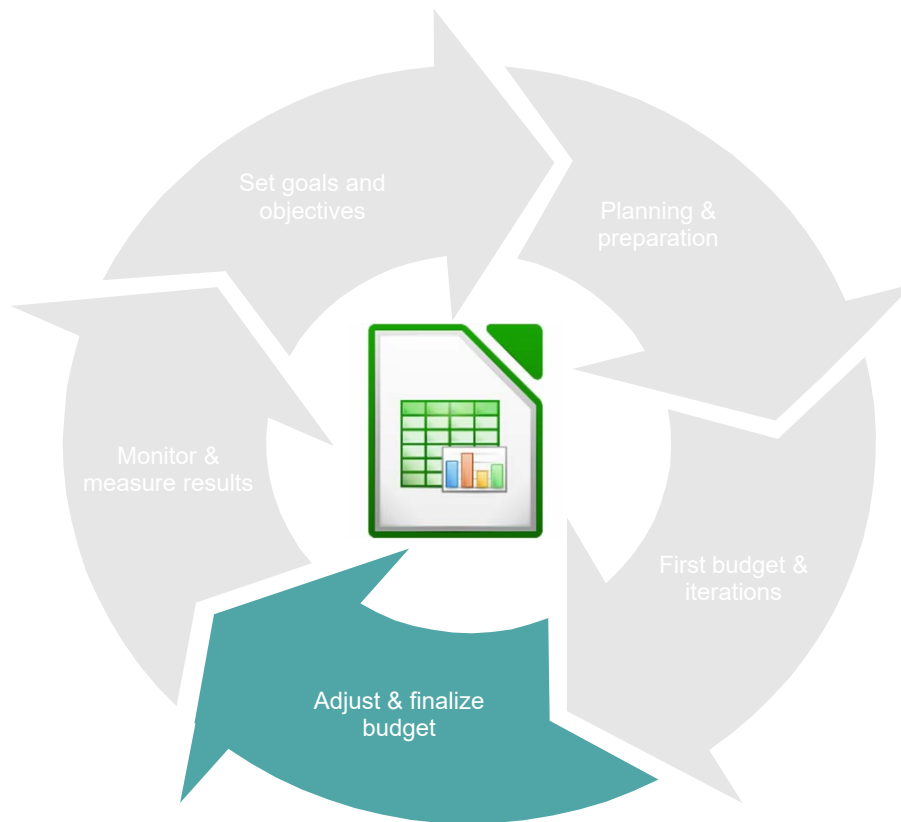 Set goals and
objectives
Planning &
preparation
First budget &
iterations
Adjust & finalize
budget
Monitor &
measure results